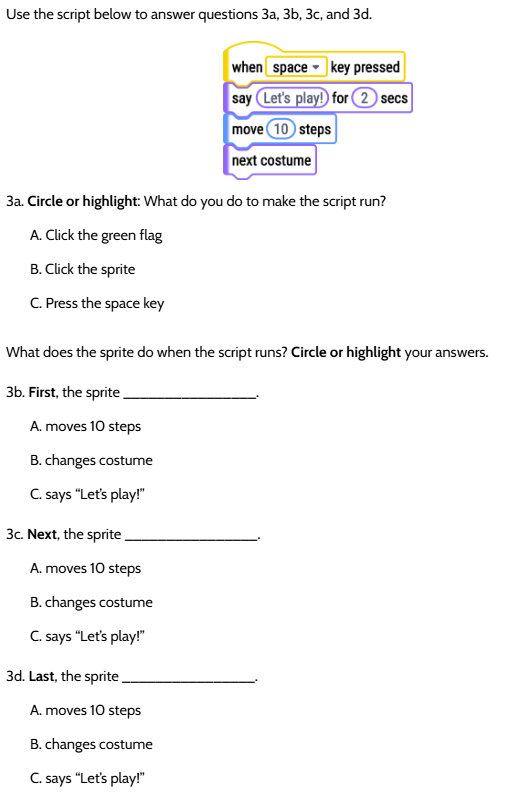 Use the script below to answer questions 3a, 3b, 3c, and 3d.
when space key pressed
say Let's play! for 2 secs
move 10 steps
next costume
3a. Circle or highlight: What do you do to make the script run?
A. Click the green flag
B. Click the sprite
C. Press the space key
What does the sprite do when the script runs? Circle or highlight your answers.
3b. First, the sprite _________________.
A. moves 10 steps
B. changes costume
C. says “Let’s play!”
3c. Next, the sprite _________________.
A. moves 10 steps
B. changes costume
C. says “Let’s play!”
3d. Last, the sprite _________________.
A. moves 10 steps
B. changes costume
C. says “Let’s play!”